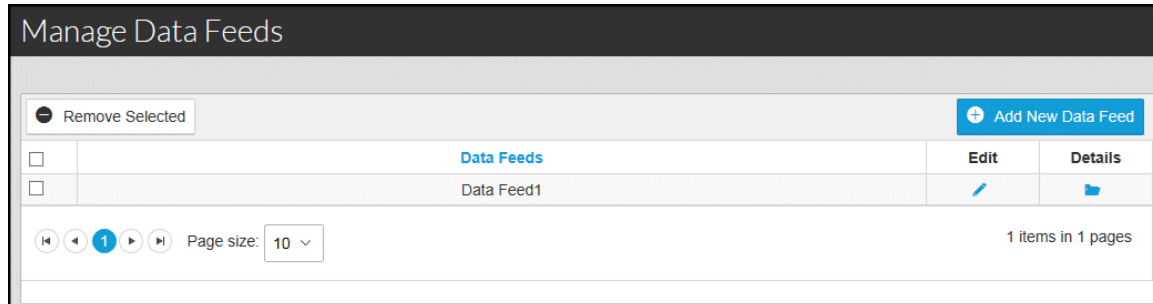 Manage Data Feeds
Remove Selected
Add New Data Feed
Data Feeds Edit Details
Data Feed1
1 Page size: 10 1 items in 1 pages